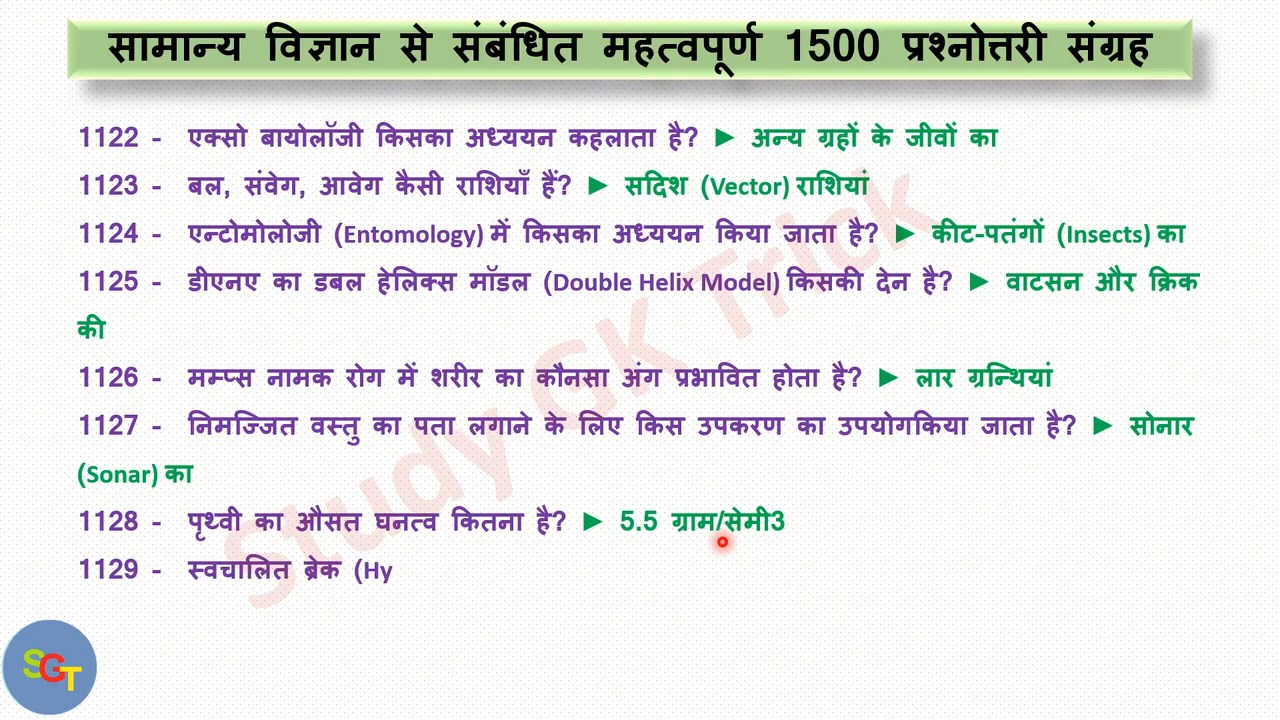 सामान्य विज्ञान से संबंधित महत्वपूर्ण 1500 प्रश्नोत्तरी संग्रह
1122 - एक्सो बायोलॉजी किसका अध्ययन कहलाता है? ► अन्य ग्रहों के जीवों का
1123 - बल, संवेग, आवेग कैसी राशियाँ हैं? ► सदिश (Vector) राशियां
1124 - एन्टोमोलोजी (Entomology) में किसका अध्ययन किया जाता है? ► कीट-पतंगों (Insects) का
1125 - डीएनए का डबल हेलिक्स मॉडल (Double Helix Model) किसकी देन है? ► वाटसन और क्रिक
की
1126 - मम्प्स नामक रोग में शरीर का कौनसा अंग प्रभावित होता है? ► लार ग्रन्थियां
1127 - निमज्जित वस्तु का पता लगाने के लिए किस उपकरण का उपयोगकिया जाता है? ► सोनार
(Sonar) का
1128 - पृथ्वी का औसत घनत्व कितना है? ► 5.5 ग्राम/सेमी3
1129 - स्वचालित ब्रेक (Hy
Study GK Trick
SGT